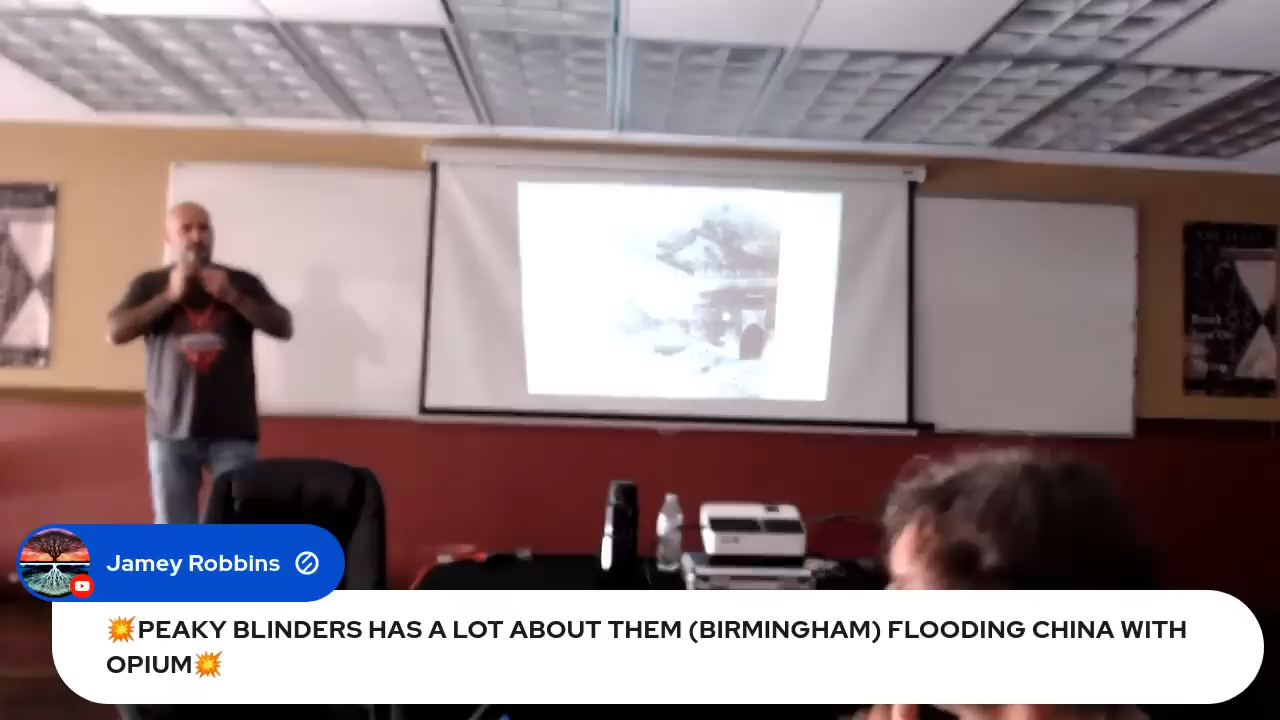 Jamey Robbins
💥PEAKY BLINDERS HAS A LOT ABOUT THEM (BIRMINGHAM) FLOODING CHINA WITH
OPIUM💥